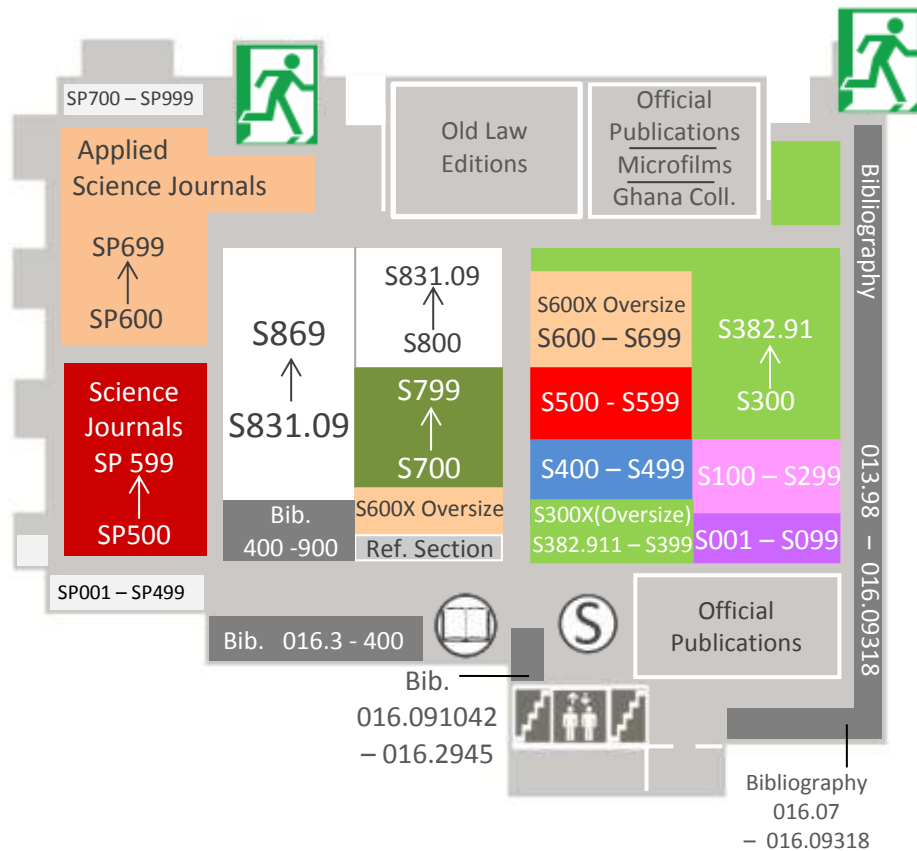 SP700 – SP999
Applied
Science Journals
SP699
SP600
Science
Journals
SP 599
SP500
SP001 – SP499
Old Law
Editions
Official
Publications
Microfilms
Ghana Coll.
S869
S831.09
Bib.
400 -900
S831.09
S800
S799
S700
S600X Oversize
Ref. Section
S600X Oversize
S600 – S699
S500 - S599
S400 – S499
S300X(Oversize)
S382.911 – S399
S382.91
S300
S100 – S299
S001 – S099
Bibliography 013.98 – 016.09318
Official
Publications
Bib. 016.3 - 400
S
Bib.
016.091042
– 016.2945
Bibliography
016.07
– 016.09318